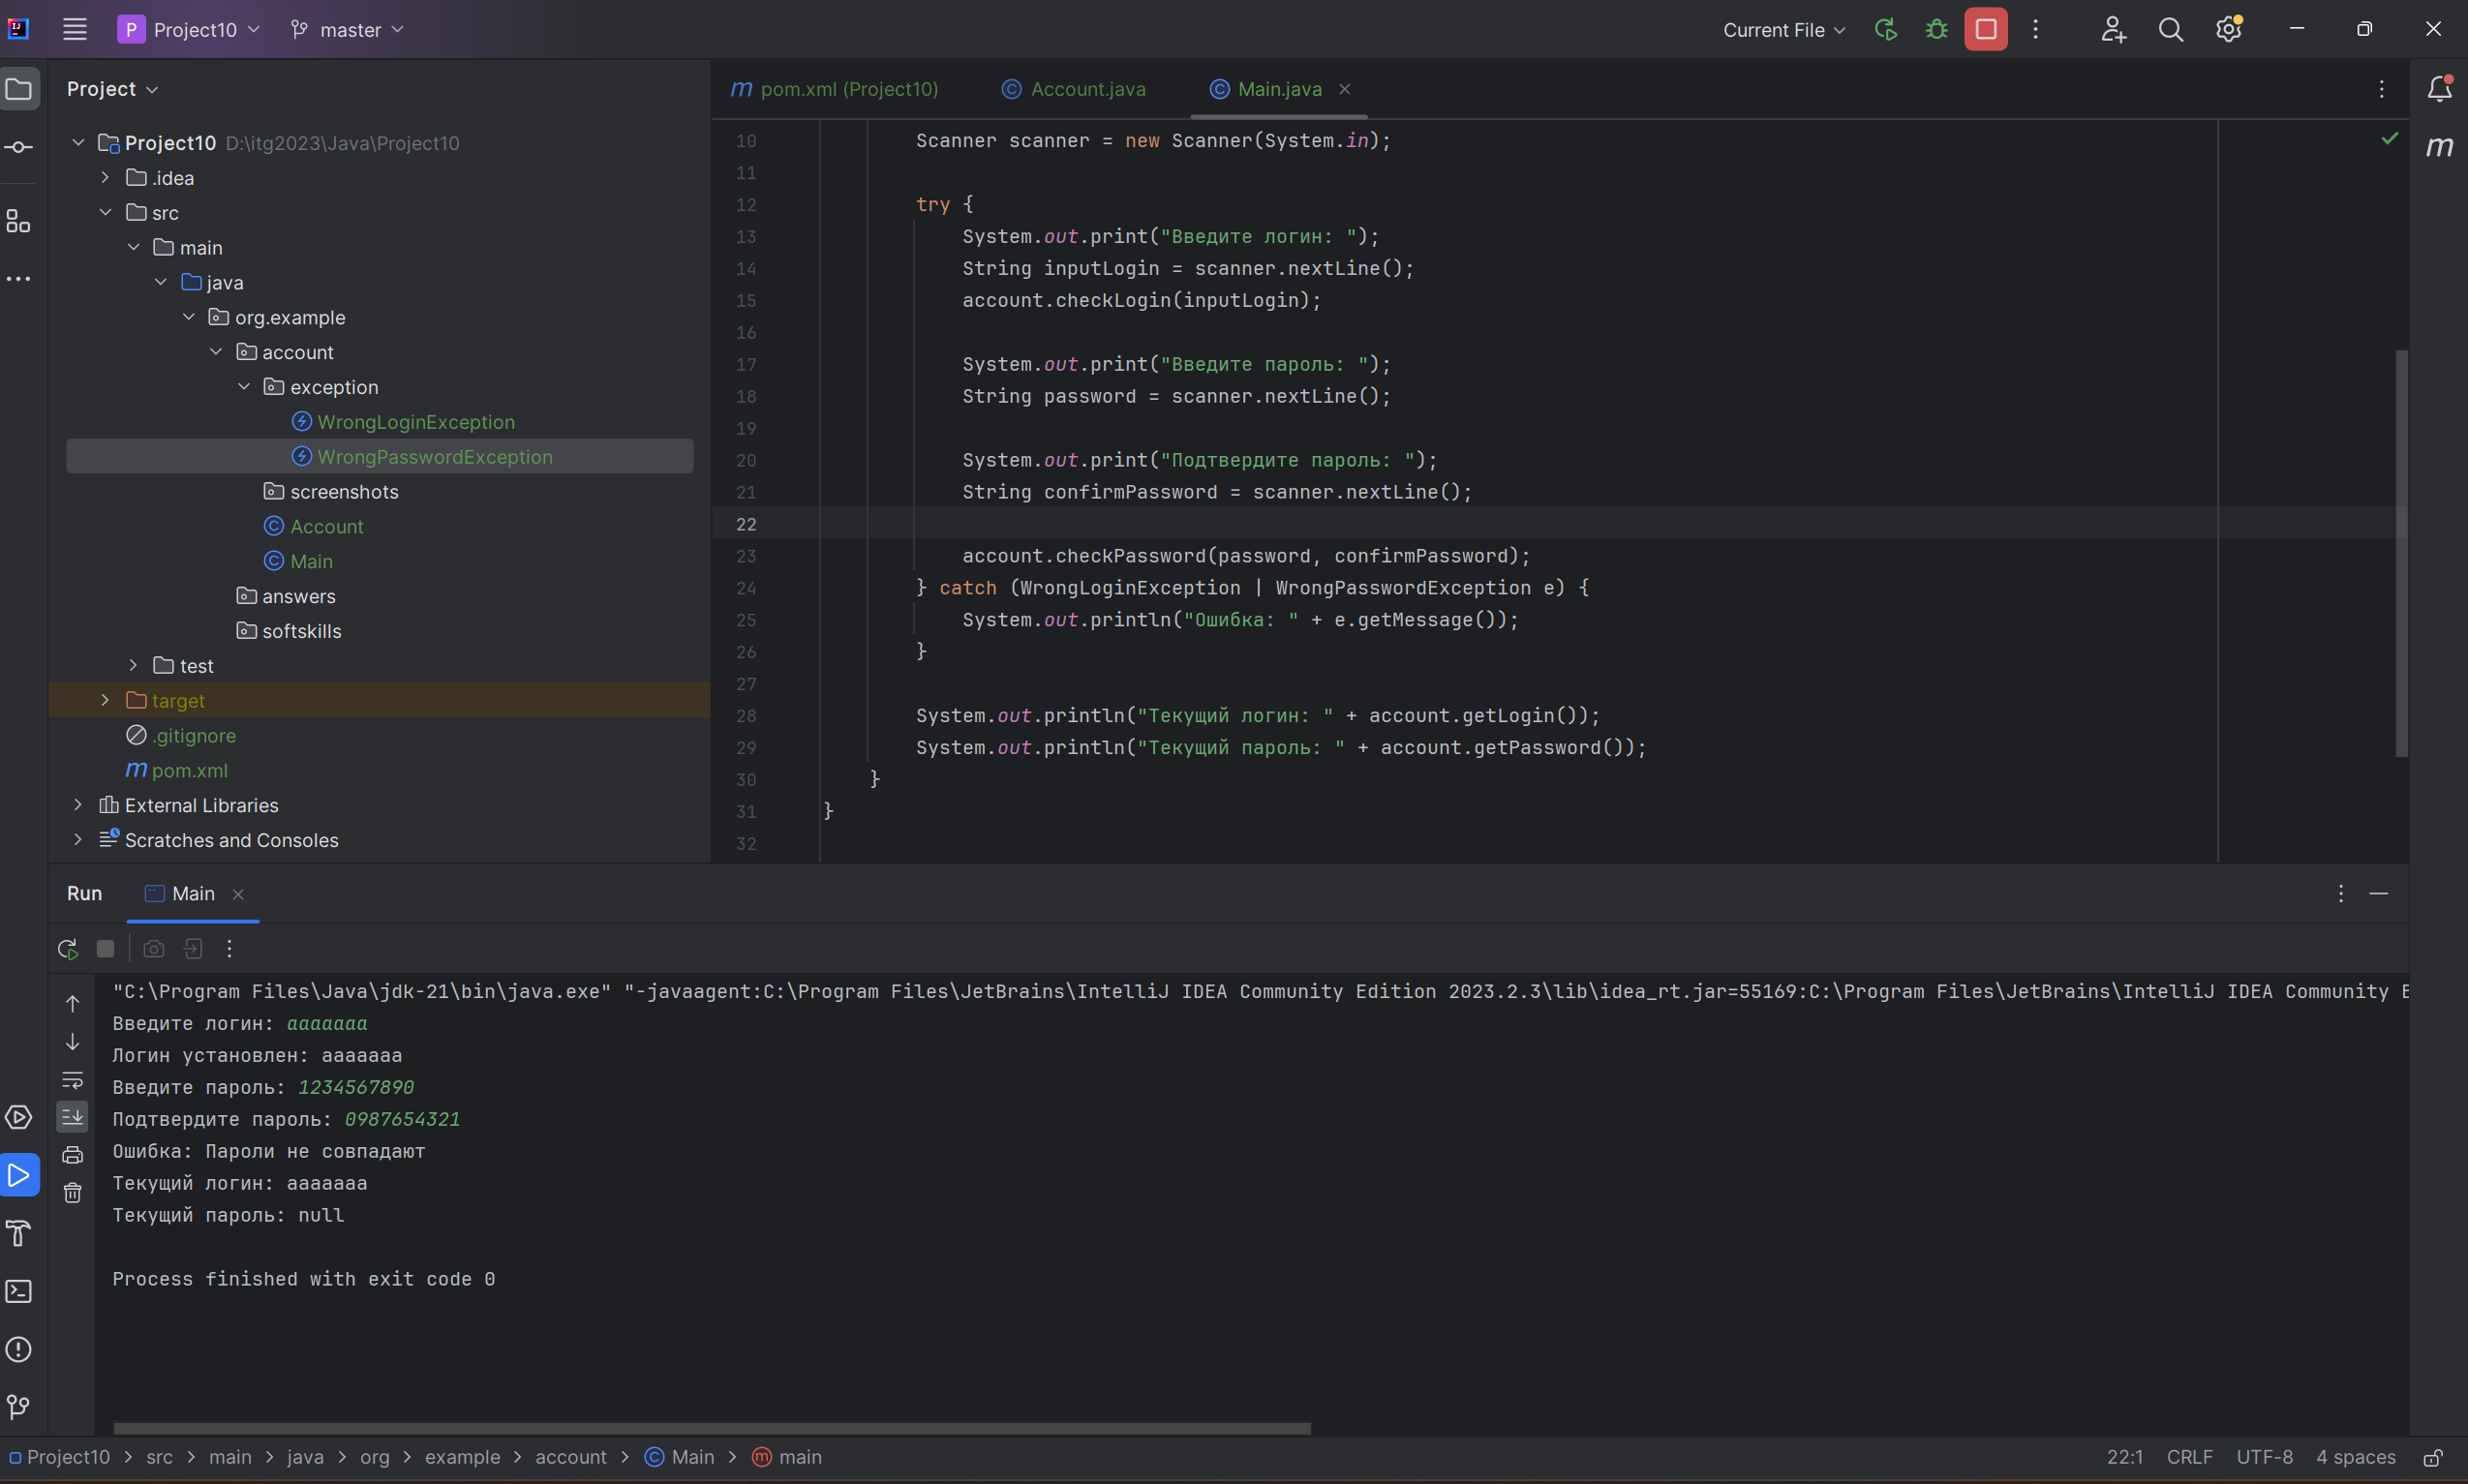 P Project10 master Current File
Project
Project10 D:\itg2023\Java\Project10
.idea
src
main
java
org.example
account
exception
WrongLoginException
WrongPasswordException
screenshots
Account
Main
answers
softskills
test
target
.gitignore
m pom.xml
External Libraries
Scratches and Consoles
m pom.xml (Project10) Account.java Main.java
10 Scanner scanner = new Scanner(System.in);
11
12 try {
13 System.out.print("Введите логин: ");
14 String inputLogin = scanner.nextLine();
15 account.checkLogin(inputLogin);
16
17 System.out.print("Введите пароль: ");
18 String password = scanner.nextLine();
19
20 System.out.print("Подтвердите пароль: ");
21 String confirmPassword = scanner.nextLine();
22
23 account.checkPassword(password, confirmPassword);
24 } catch (WrongLoginException | WrongPasswordException e) {
25 System.out.println("Ошибка: " + e.getMessage());
26 }
27
28 System.out.println("Текущий логин: " + account.getLogin());
29 System.out.println("Текущий пароль: " + account.getPassword());
30 }
31 }
32
m
Run Main
"C:\Program Files\Java\jdk-21\bin\java.exe" "-javaagent:C:\Program Files\JetBrains\IntelliJ IDEA Community Edition 2023.2.3\lib\idea_rt.jar=55169:C:\Program Files\JetBrains\IntelliJ IDEA Community E
Введите логин: ааааааа
Логин установлен: ааааааа
Введите пароль: 1234567890
Подтвердите пароль: 0987654321
Ошибка: Пароли не совпадают
Текущий логин: ааааааа
Текущий пароль: null
Process finished with exit code 0
Project10 > src > main > java > org > example > account > Main > main 22:1 CRLF UTF-8 4 spaces